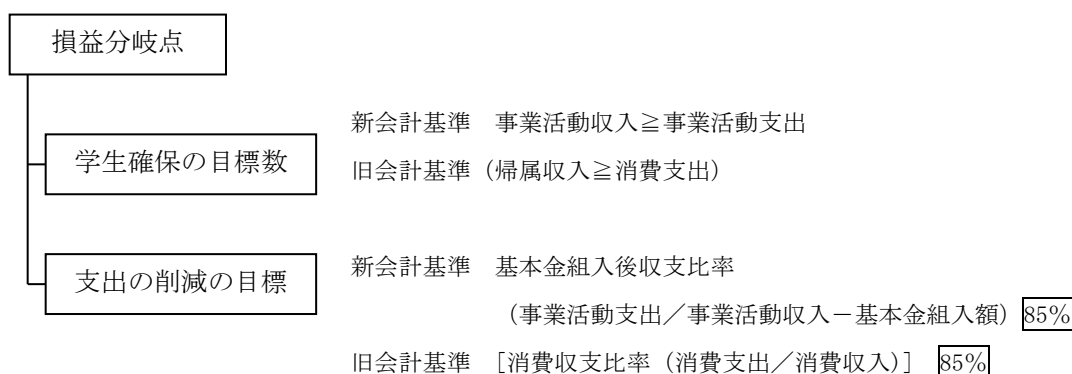 損益分岐点
新会計基準　事業活動収入≧事業活動支出
学生確保の目標数
旧会計基準（帰属収入≧消費支出）
支出の削減の目標
新会計基準　基本金組入後収支比率
（事業活動支出／事業活動収入－基本金組入額）85%
旧会計基準　［消費収支比率（消費支出／消費収入）］　85%